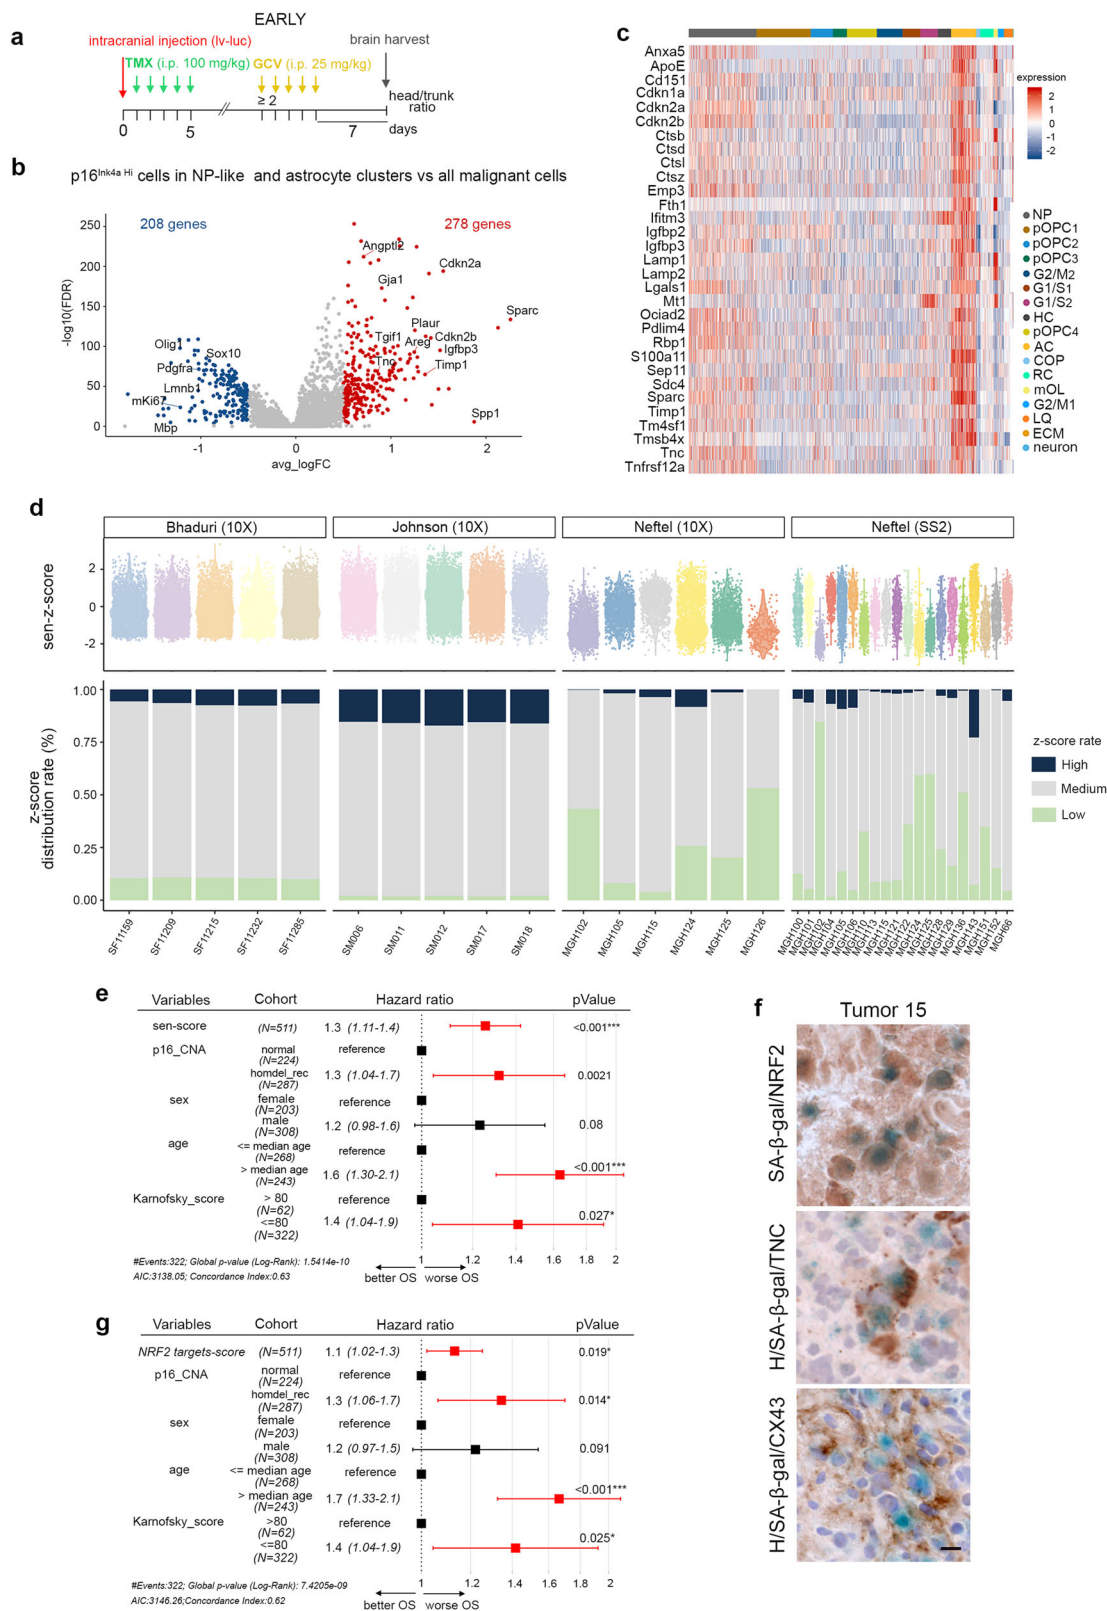 a
EARLY
intracranial injection (lv-luc)
brain harvest
TMX (i.p. 100 mg/kg)
GCV (i.p. 25 mg/kg)
≥ 2
head/trunk
ratio
0
5
7
days
b
p16Ink4a Hi cells in NP-like and astrocyte clusters vs all malignant cells
208 genes
278 genes
-log10(FDR)
250
200
150
100
50
0
Angptl2
Cdkn2a
Gja1
Sparc
Plaur
Tgif1
Cdkn2b
Areg
Igfbp3
Tnc
Timp1
Spp1
Olig1
Sox10
Pdgfra
Lmnb1
mKi67
Mbp
-1
0
1
2
avg_logFC
c
Anxa5
ApoE
Cd151
Cdkn1a
Cdkn2a
Cdkn2b
Ctsb
Ctsd
Ctsl
Ctsz
Emp3
Fth1
Ifitm3
Igfbp2
Igfbp3
Lamp1
Lamp2
Lgals1
Mt1
Ociad2
Pdlim4
Rbp1
S100a11
Sep11
Sdc4
Sparc
Timp1
Tm4sf1
Tmsb4x
Tnc
Tnfrsf12a
expression
2
1
0
-1
-2
NP
pOPC1
pOPC2
pOPC3
G2/M2
G1/S1
G1/S2
HC
pOPC4
AC
COP
RC
mOL
G2/M1
LQ
ECM
neuron
d
Bhaduri (10X)
Johnson (10X)
Neftel (10X)
Neftel (SS2)
sen-z-score
2
0
-2
z-score
distribution rate (%)
1.00
0.75
0.50
0.25
0.00
SF11159
SF11209
SF11215
SF11232
SF11285
SM006
SM011
SM012
SM017
SM018
MGH102
MGH105
MGH115
MGH124
MGH125
MGH126
MGH100
MGH101
MGH102
MGH104
MGH105
MGH106
MGH110
MGH113
MGH115
MGH121
MGH122
MGH124
MGH125
MGH128
MGH129
MGH136
MGH143
MGH151
MGH152
MGH66
z-score rate
High
Medium
Low
e
Variables Cohort Hazard ratio pValue
sen-score (N=511) 1.3 (1.11-1.4) <0.001***
p16_CNA normal reference
(N=224)
homdel_rec 1.3 (1.04-1.7) 0.0021
(N=287)
sex female reference
(N=203)
male 1.2 (0.98-1.6) 0.08
(N=308)
age <= median age reference
(N=268)
> median age 1.6 (1.30-2.1) <0.001***
(N=243)
Karnofsky_score > 80 reference
(N=62)
<=80 1.4 (1.04-1.9) 0.027*
(N=322)
#Events:322; Global p-value (Log-Rank): 1.5414e-10
AIC:3138.05; Concordance Index:0.63
1 1.2 1.4 1.6 1.8 2
better OS worse OS
f
Tumor 15
SA-β-gal/NRF2
H/SA-β-gal/TNC
H/SA-β-gal/CX43
g
Variables Cohort Hazard ratio pValue
NRF2 targets-score (N=511) 1.1 (1.02-1.3) 0.019*
p16_CNA normal reference
(N=224)
homdel_rec 1.3 (1.06-1.7) 0.014*
(N=287)
sex female reference
(N=203)
male 1.2 (0.97-1.5) 0.091
(N=308)
age <= median age reference
(N=268)
> median age 1.7 (1.33-2.1) <0.001***
(N=243)
Karnofsky_score >80 reference
(N=62)
<=80 1.4 (1.04-1.9) 0.025*
(N=322)
#Events:322; Global p-value (Log-Rank): 7.4205e-09
AIC:3146.26;Concordance Index:0.62
1 1.2 1.4 1.6 1.8 2
better OS worse OS